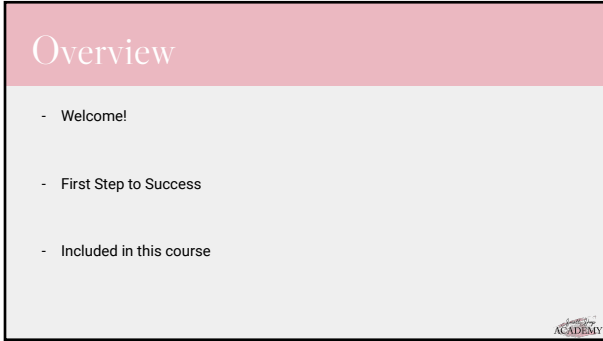 Overview
- Welcome!
- First Step to Success
- Included in this course
ACADEMY